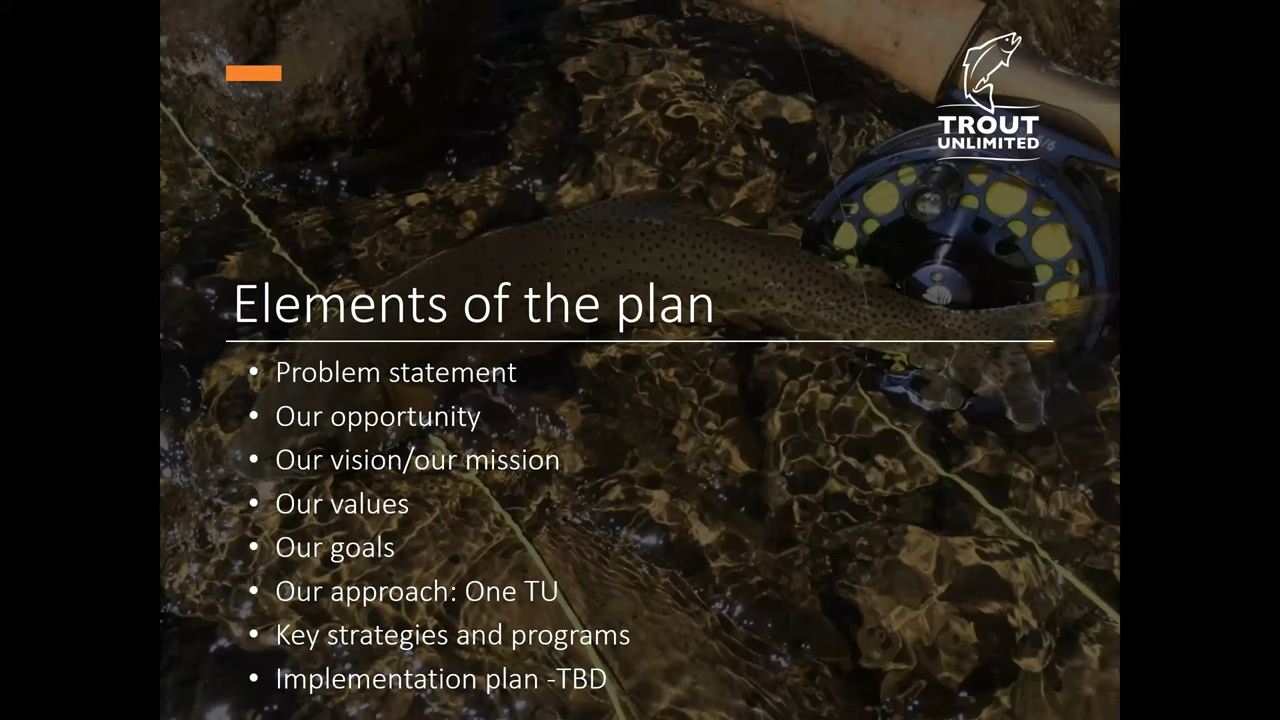 TROUT
UNLIMITED
Elements of the plan
• Problem statement
• Our opportunity
• Our vision/our mission
• Our values
• Our goals
• Our approach: One TU
• Key strategies and programs
• Implementation plan -TBD